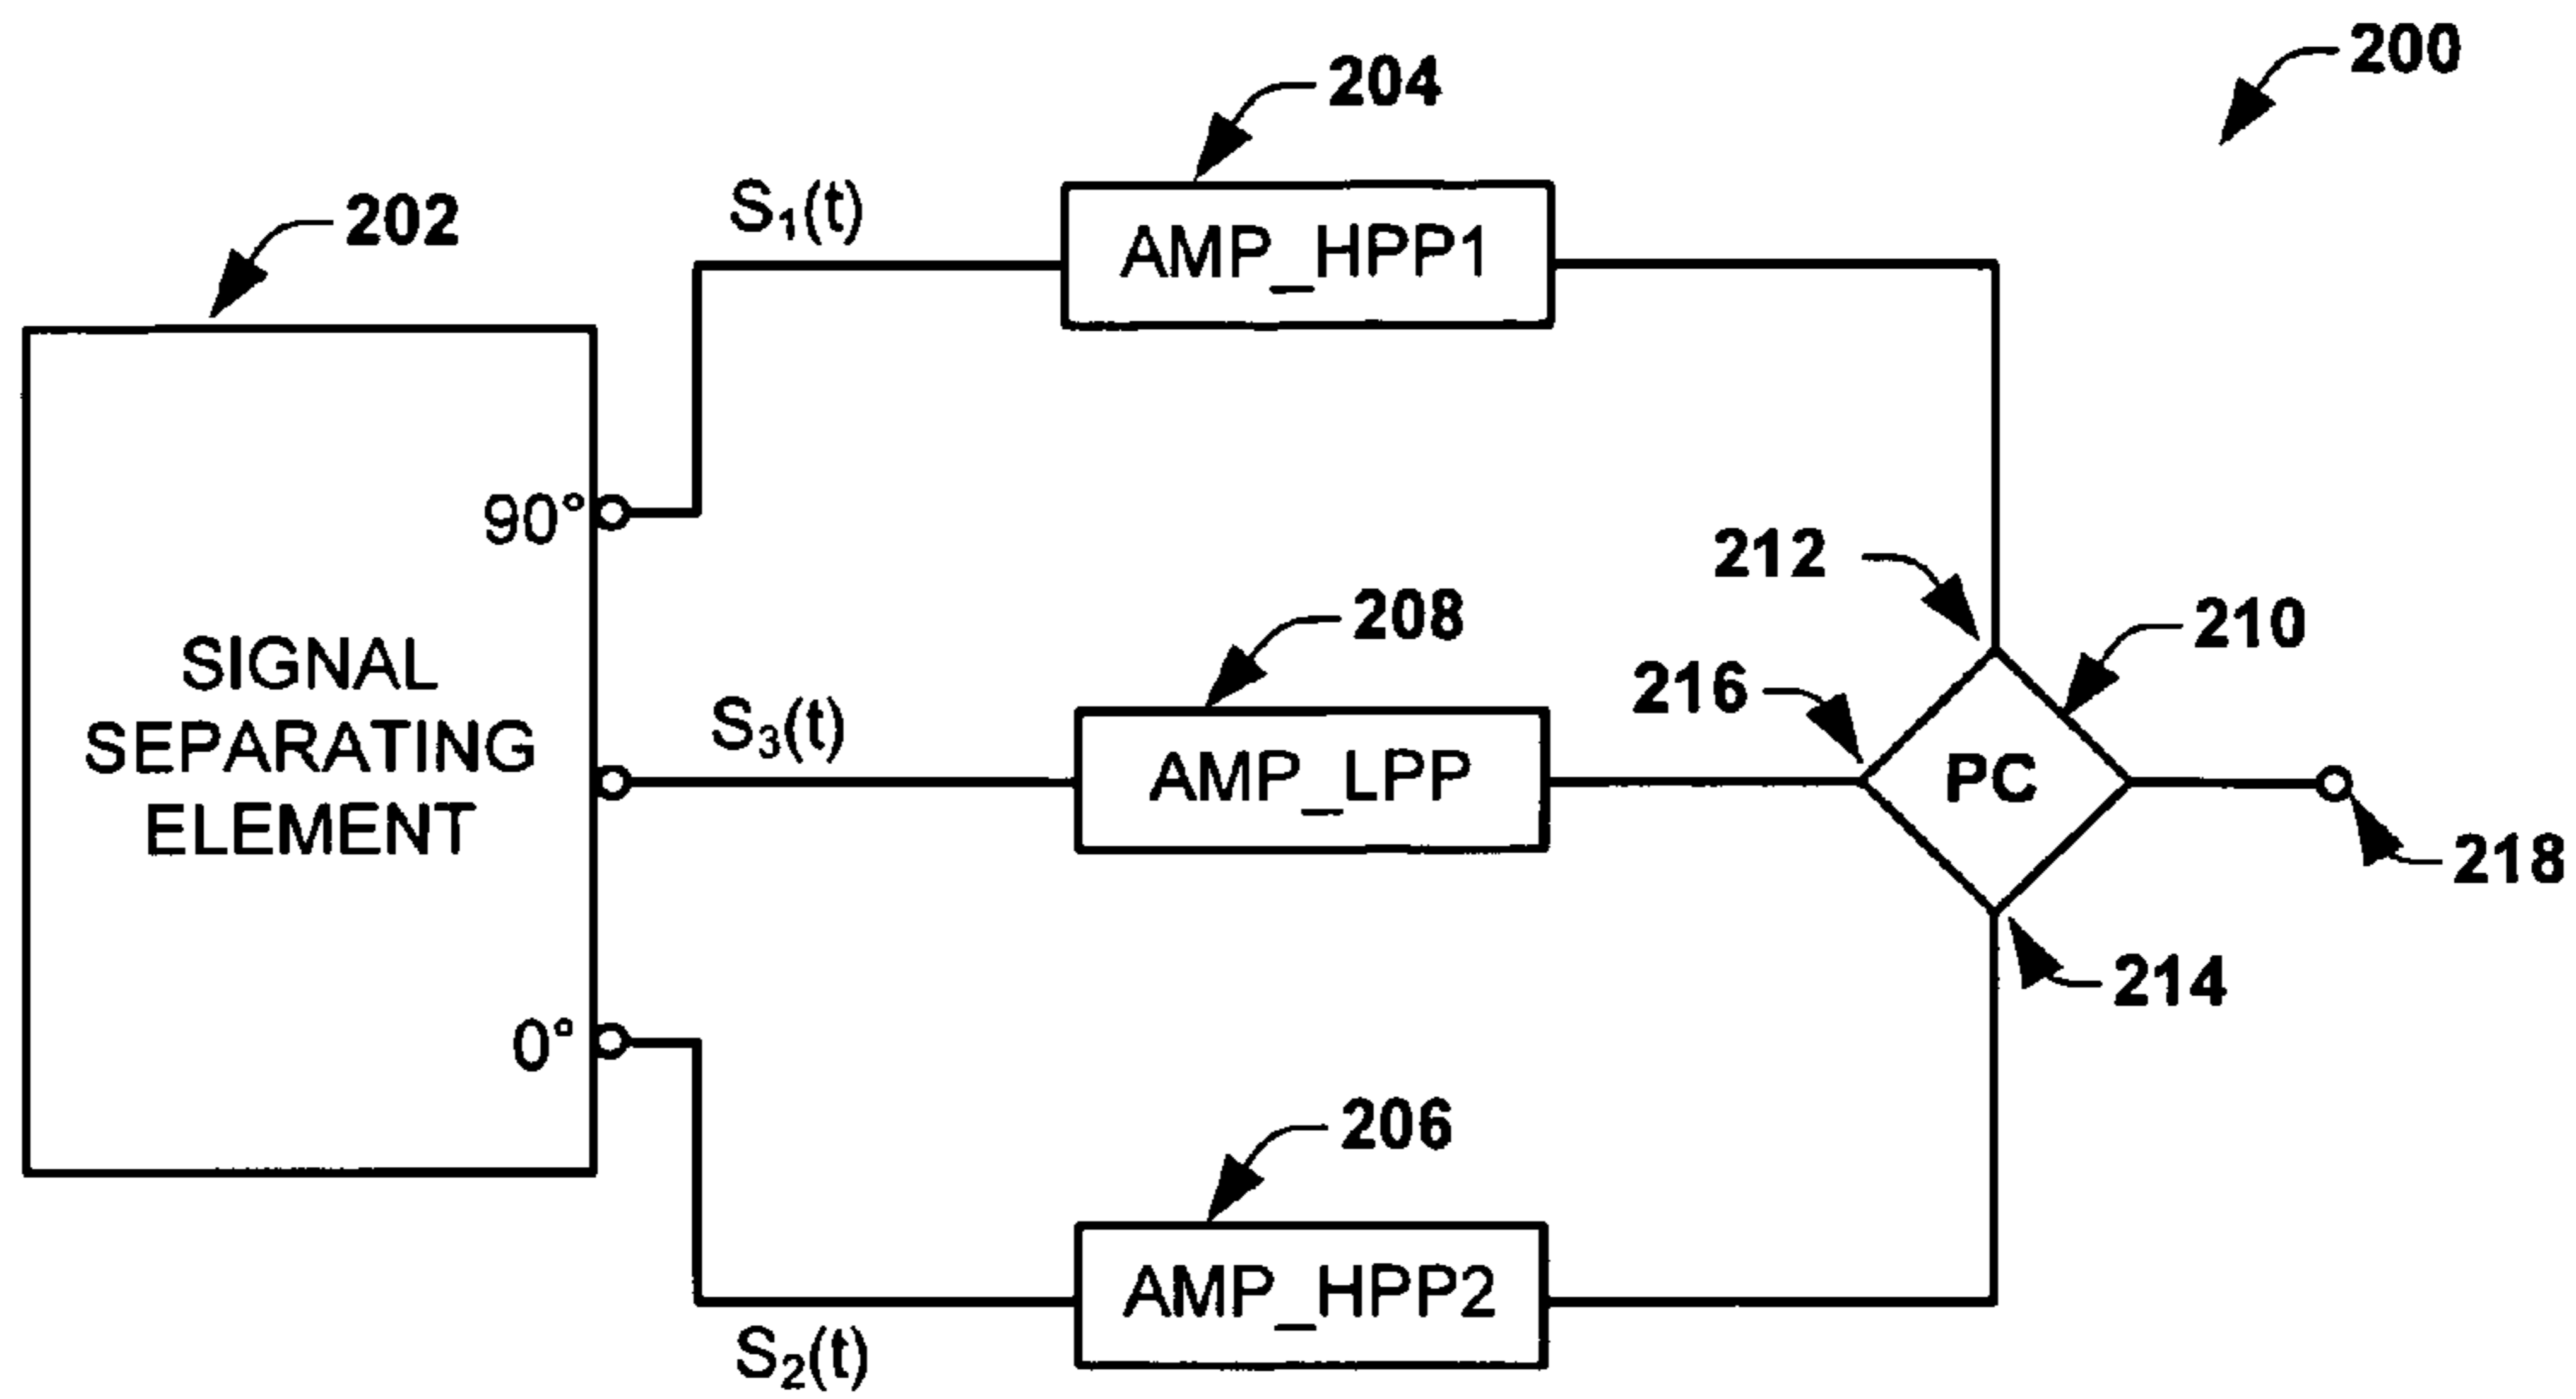 200
204
202
S₁(t)
AMP_HPP1
90°
212
208
210
216
SIGNAL
SEPARATING
ELEMENT
S₃(t)
AMP_LPP
PC
218
214
0°
206
AMP_HPP2
S₂(t)